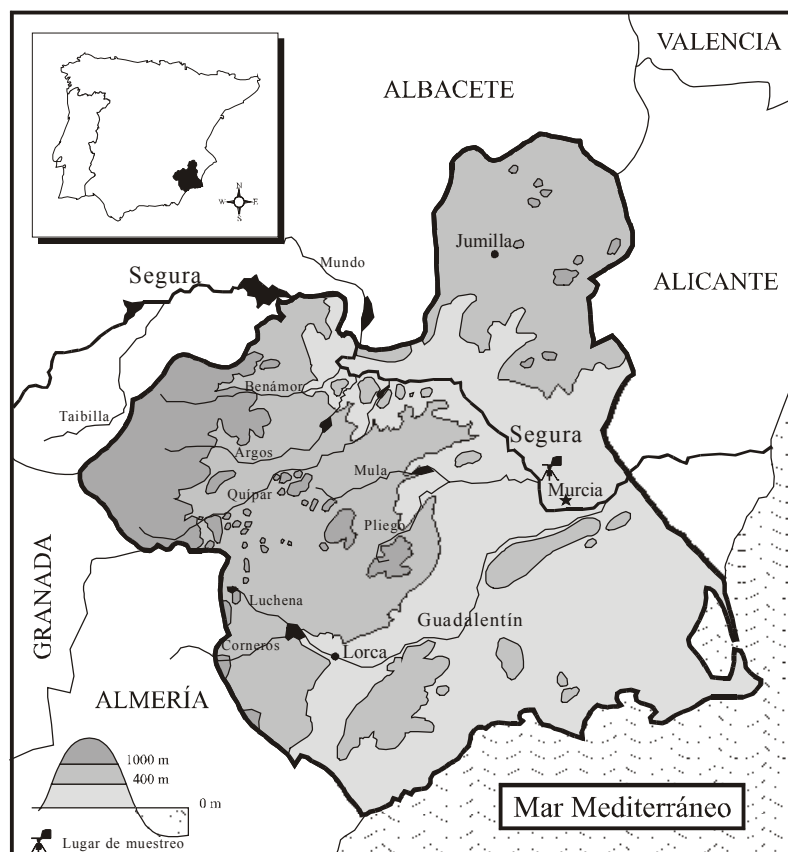 VALENCIA
ALBACETE
N
W E
S
Jumilla
Mundo
Segura
ALICANTE
Benámor
Taibilla
Segura
Argos
Mula
Murcia
Quípar
Pliego
GRANADA
Luchena
Guadalentín
Corneros
Lorca
ALMERÍA
1000 m
400 m
0 m
Mar Mediterráneo
Lugar de muestreo